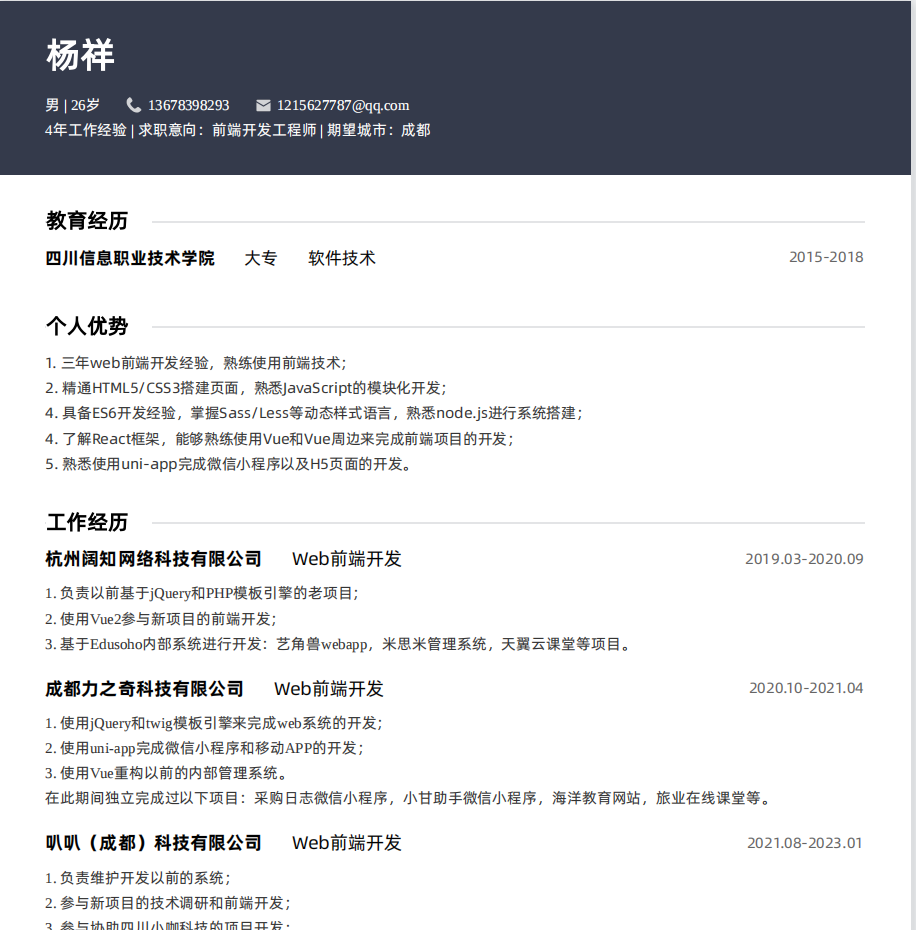 杨祥
男 | 26岁 13678398293 1215627787@qq.com
4年工作经验 | 求职意向：前端开发工程师 | 期望城市：成都
教育经历
四川信息职业技术学院 大专 软件技术 2015-2018
个人优势
1. 三年web前端开发经验，熟练使用前端技术；
2. 精通HTML5/CSS3搭建页面，熟悉JavaScript的模块化开发；
4. 具备ES6开发经验，掌握Sass/Less等动态样式语言，熟悉node.js进行系统搭建；
4. 了解React框架，能够熟练使用Vue和Vue周边来完成前端项目的开发；
5. 熟悉使用uni-app完成微信小程序以及H5页面的开发。
工作经历
杭州阔知网络科技有限公司 Web前端开发 2019.03-2020.09
1. 负责以前基于jQuery和PHP模板引擎的老项目；
2. 使用Vue2参与新项目的前端开发；
3. 基于Edusoho内部系统进行开发：艺角兽webapp，米思米管理系统，天翼云课堂等项目。
成都力之奇科技有限公司 Web前端开发 2020.10-2021.04
1. 使用jQuery和twig模板引擎来完成web系统的开发；
2. 使用uni-app完成微信小程序和移动APP的开发；
3. 使用Vue重构以前的内部管理系统。
在此期间独立完成过以下项目：采购日志微信小程序，小甘助手微信小程序，海洋教育网站，旅业在线课堂等。
叭叭（成都）科技有限公司 Web前端开发 2021.08-2023.01
1. 负责维护开发以前的系统；
2. 参与新项目的技术调研和前端开发；
3. 参与协助四川小咖科技的项目开发；